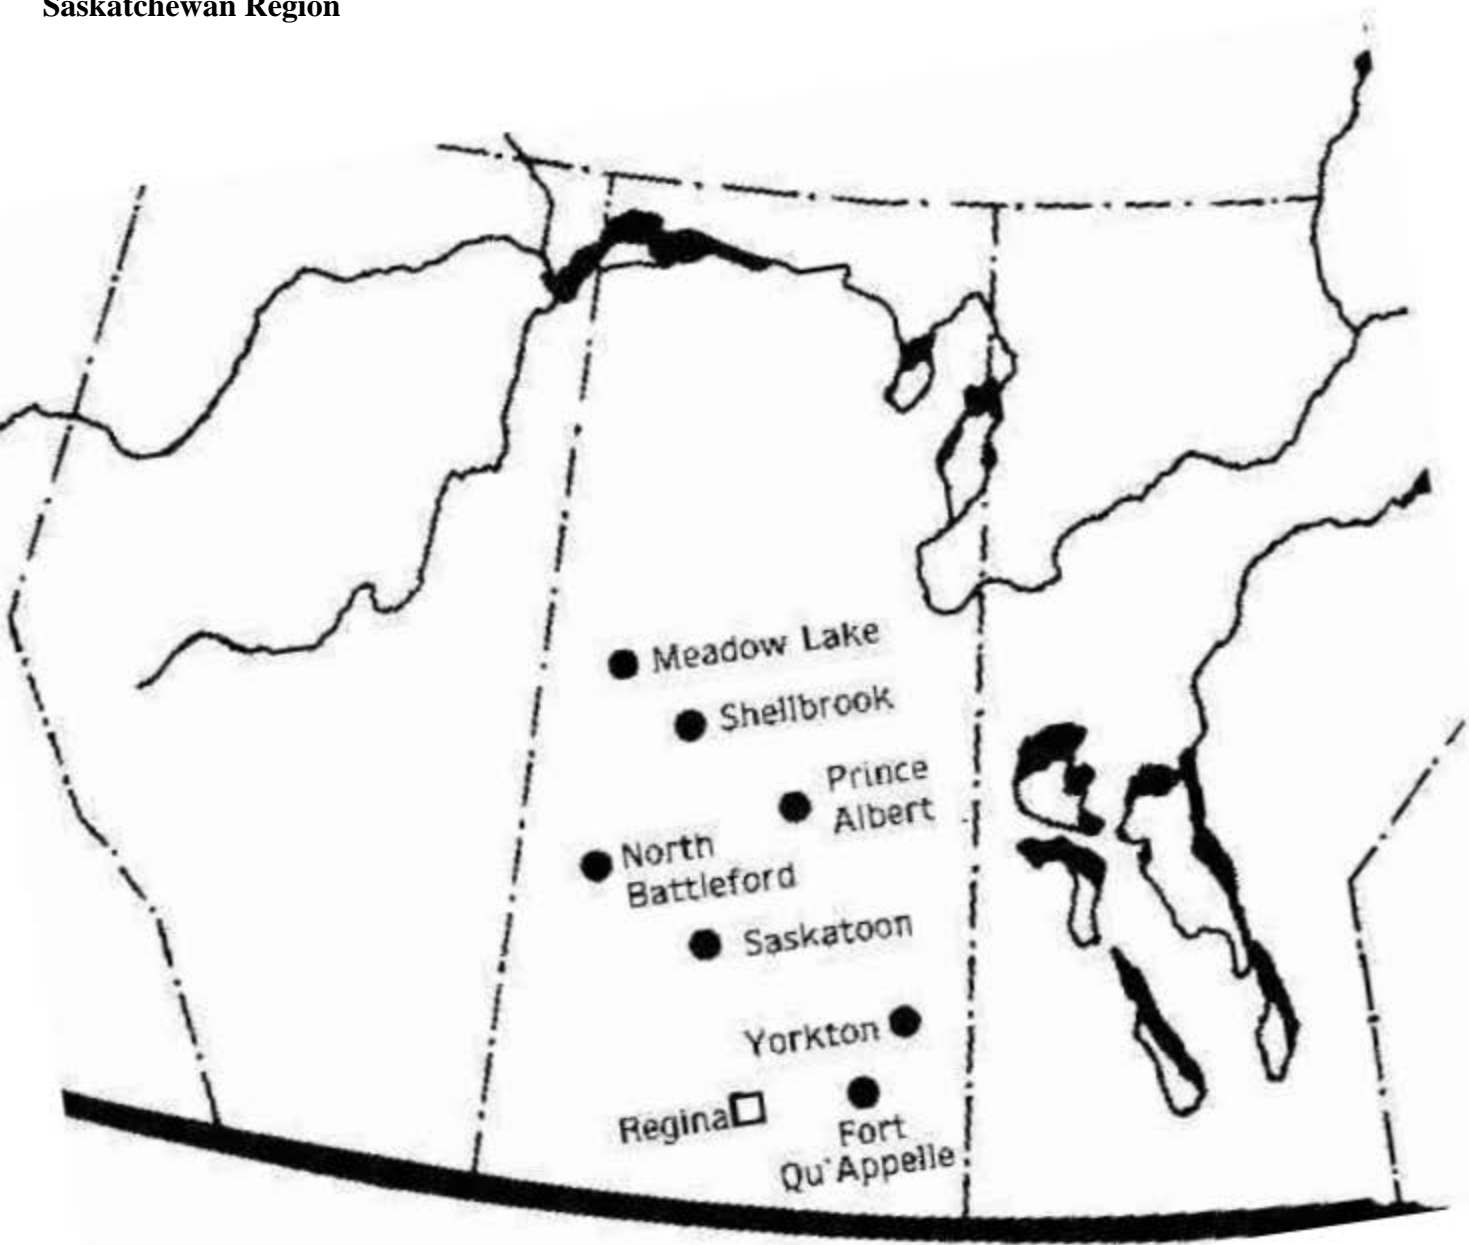 Saskatchewan Region
Meadow Lake
Shellbrook
Prince
Albert
North
Battleford
Saskatoon
Yorkton
Regina
Fort
Qu'Appelle